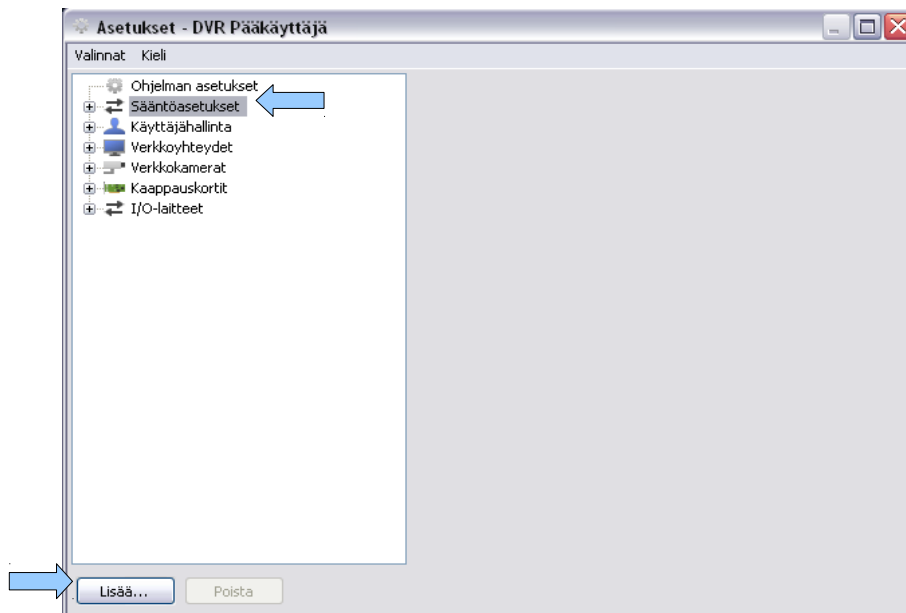 Asetukset - DVR Pääkäyttäjä
Valinnat Kieli
Ohjelman asetukset
Sääntöasetukset
Käyttäjähallinta
Verkkoyhteydet
Verkkokamerat
Kaappauskortit
I/O-laitteet
Lisää... Poista